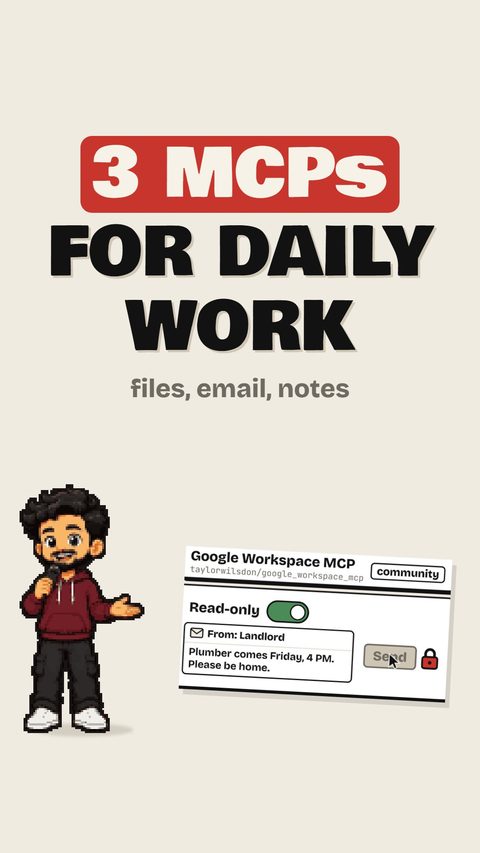 3 MCPs
FOR DAILY
WORK
files, email, notes
Google Workspace MCP
taylorwilsdon/google_workspace_mcp
community
Read-only
From: Landlord
Plumber comes Friday, 4 PM.
Please be home.
Send